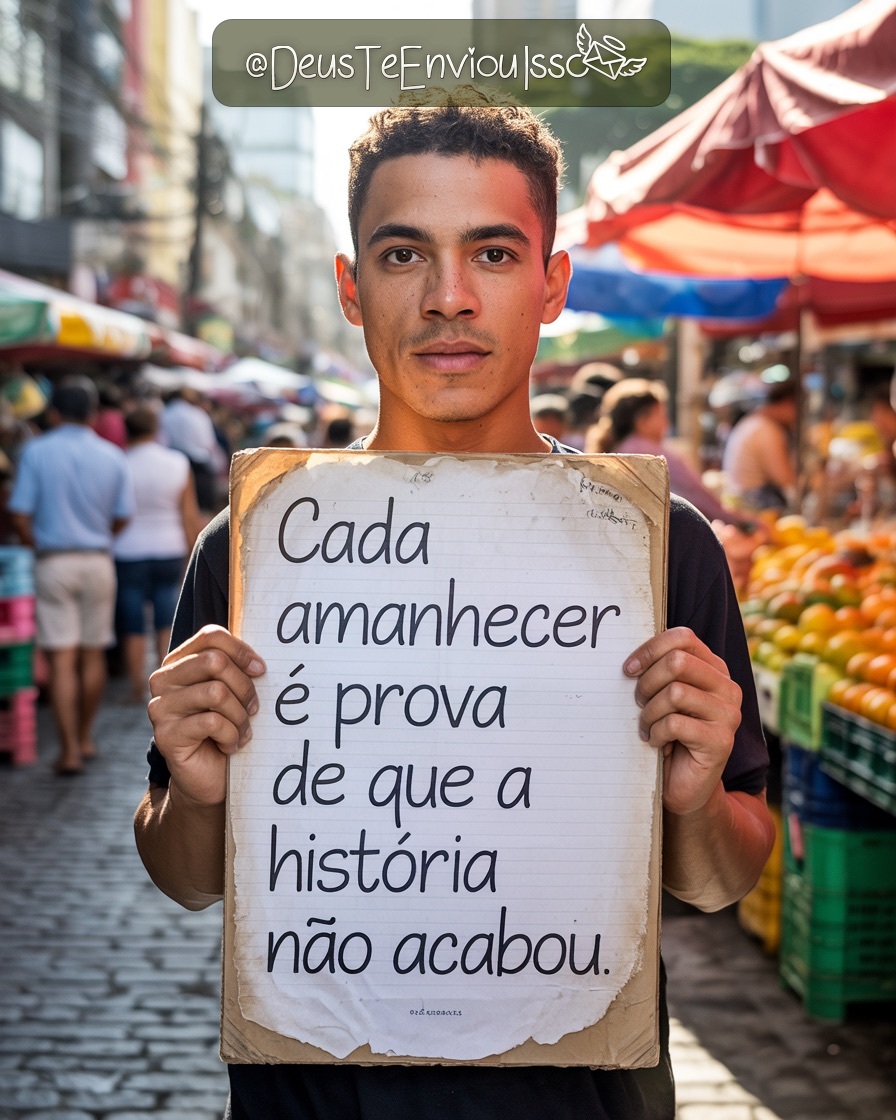 @DeusTeEnviouIsso
Cada
amanhecer
é prova
de que a
história
não acabou.